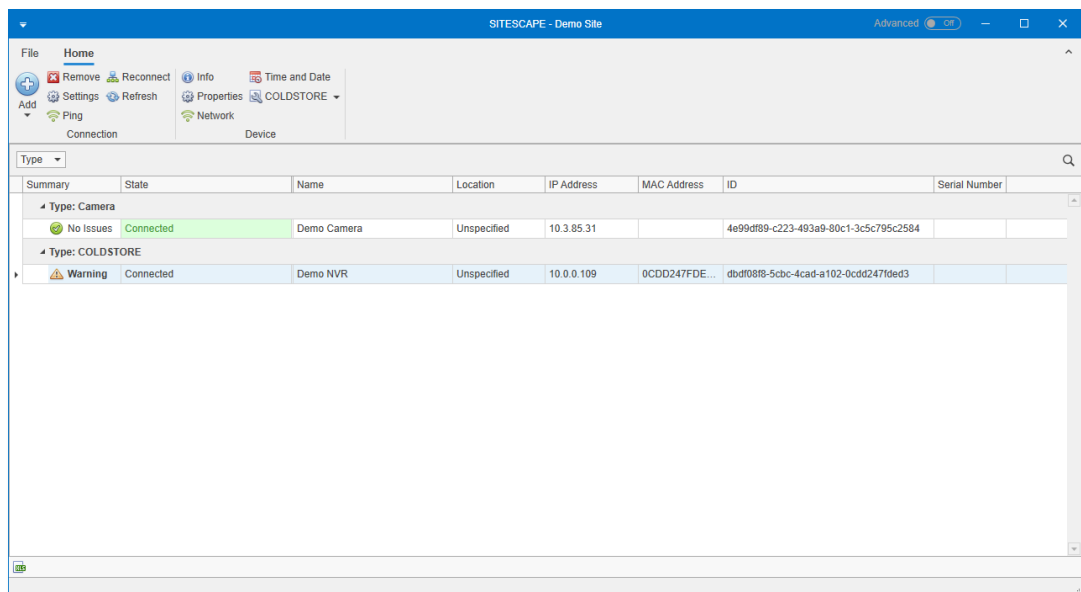 SITESCAPE - Demo Site
Advanced Off
File Home
Add
Remove Reconnect Info Time and Date
Settings Refresh Properties COLDSTORE
Ping Network
Connection Device
Type
Summary State Name Location IP Address MAC Address ID Serial Number
Type: Camera
No Issues Connected Demo Camera Unspecified 10.3.85.31 4e99df89-c223-493a9-80c1-3c5c795c2584
Type: COLDSTORE
Warning Connected Demo NVR Unspecified 10.0.0.109 0CDD247FDE... dbdf08f8-5cbc-4cad-a102-0cdd247fded3